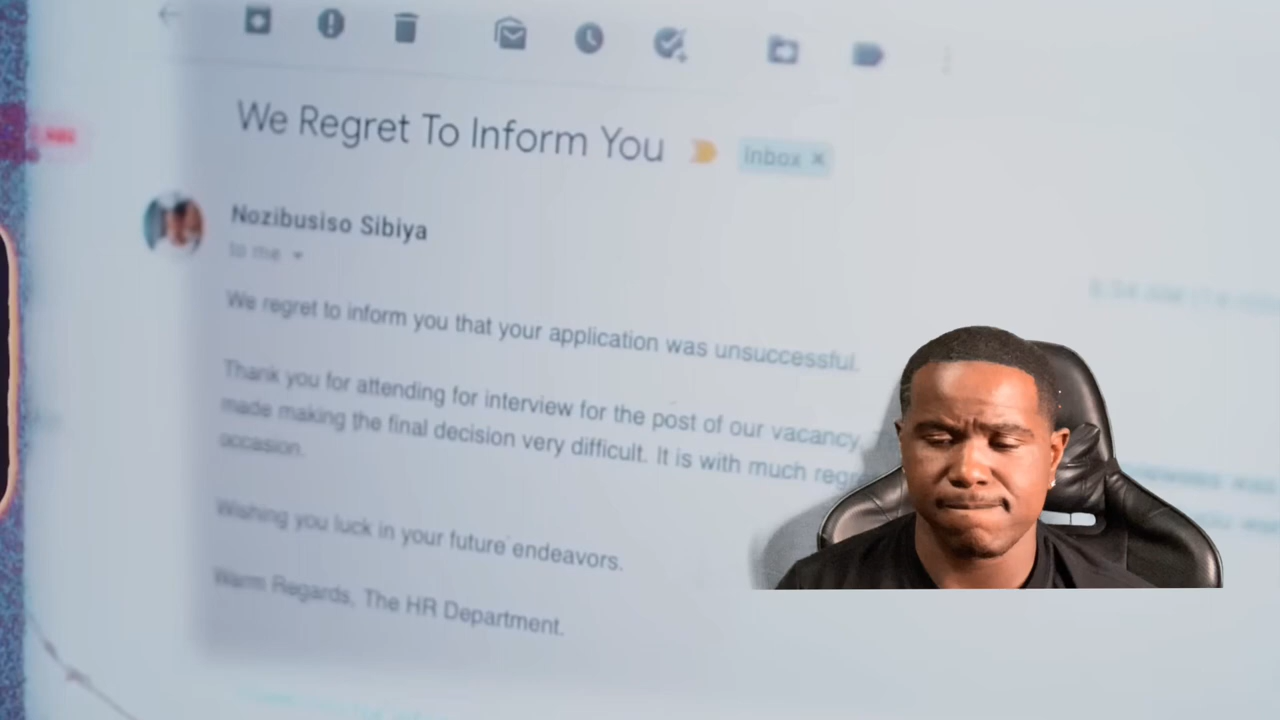 We Regret To Inform You
Inbox ×
Nozibusiso Sibiya
to me
We regret to inform you that your application was unsuccessful.
Thank you for attending for interview for the post of our vacancy
made making the final decision very difficult. It is with much
occasion.
Wishing you luck in your future endeavors.
Warm Regards, The HR Department.